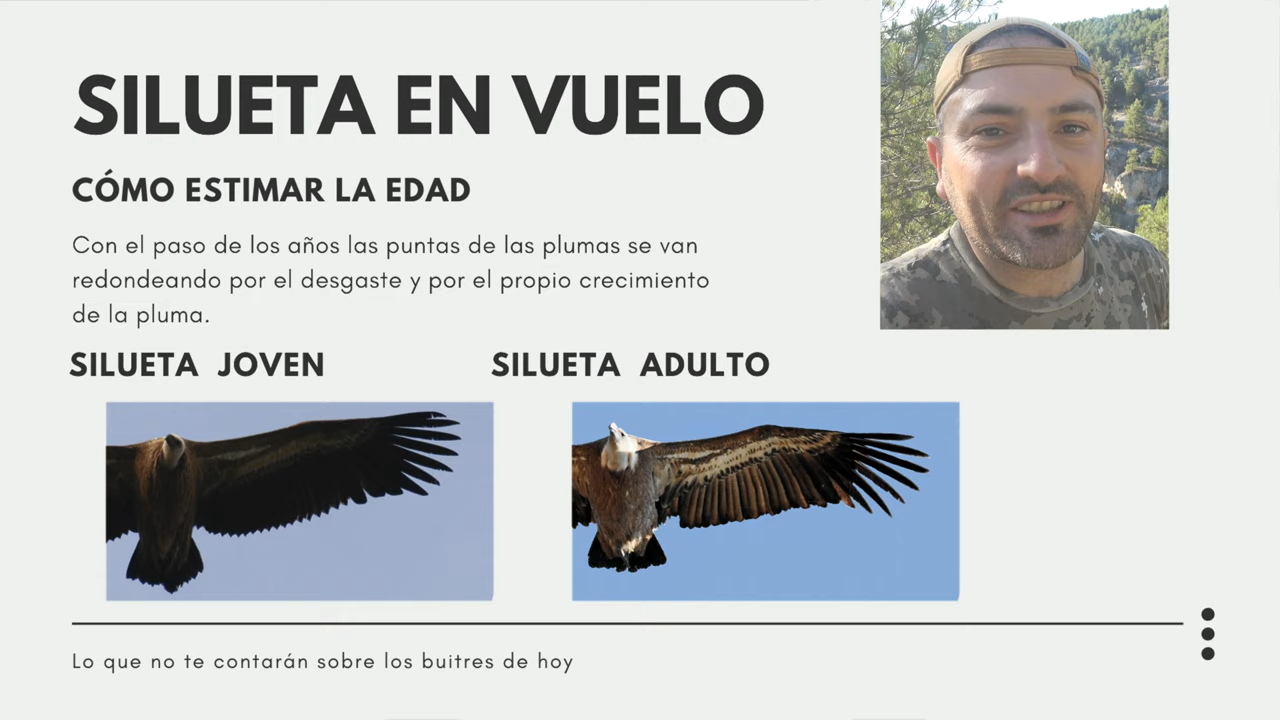 SILUETA EN VUELO
CÓMO ESTIMAR LA EDAD
Con el paso de los años las puntas de las plumas se van
redondeando por el desgaste y por el propio crecimiento
de la pluma.
SILUETA JOVEN
SILUETA ADULTO
Lo que no te contarán sobre los buitres de hoy